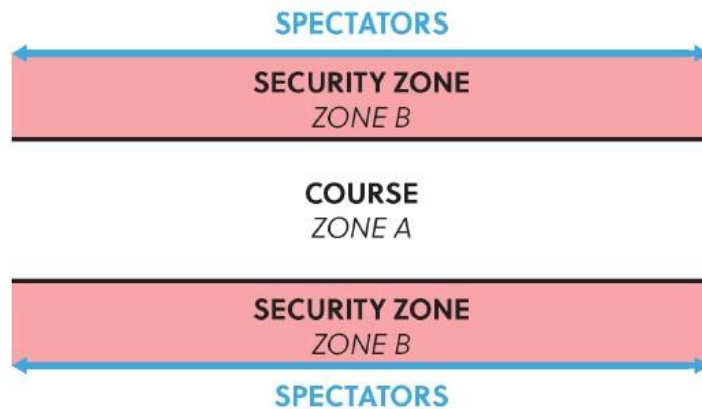 SPECTATORS
SECURITY ZONE
ZONE B
COURSE
ZONE A
SECURITY ZONE
ZONE B
SPECTATORS